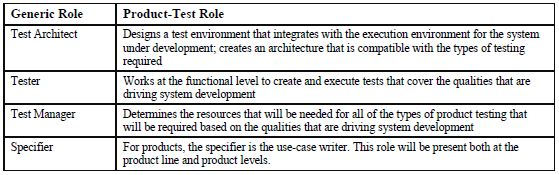 Generic Role Product-Test Role
Test Architect Designs a test environment that integrates with the execution environment for the system
under development; creates an architecture that is compatible with the types of testing
required
Tester Works at the functional level to create and execute tests that cover the qualities that are
driving system development
Test Manager Determines the resources that will be needed for all of the types of product testing that
will be required based on the qualities that are driving system development
Specifier For products, the specifier is the use-case writer. This role will be present both at the
product line and product levels.